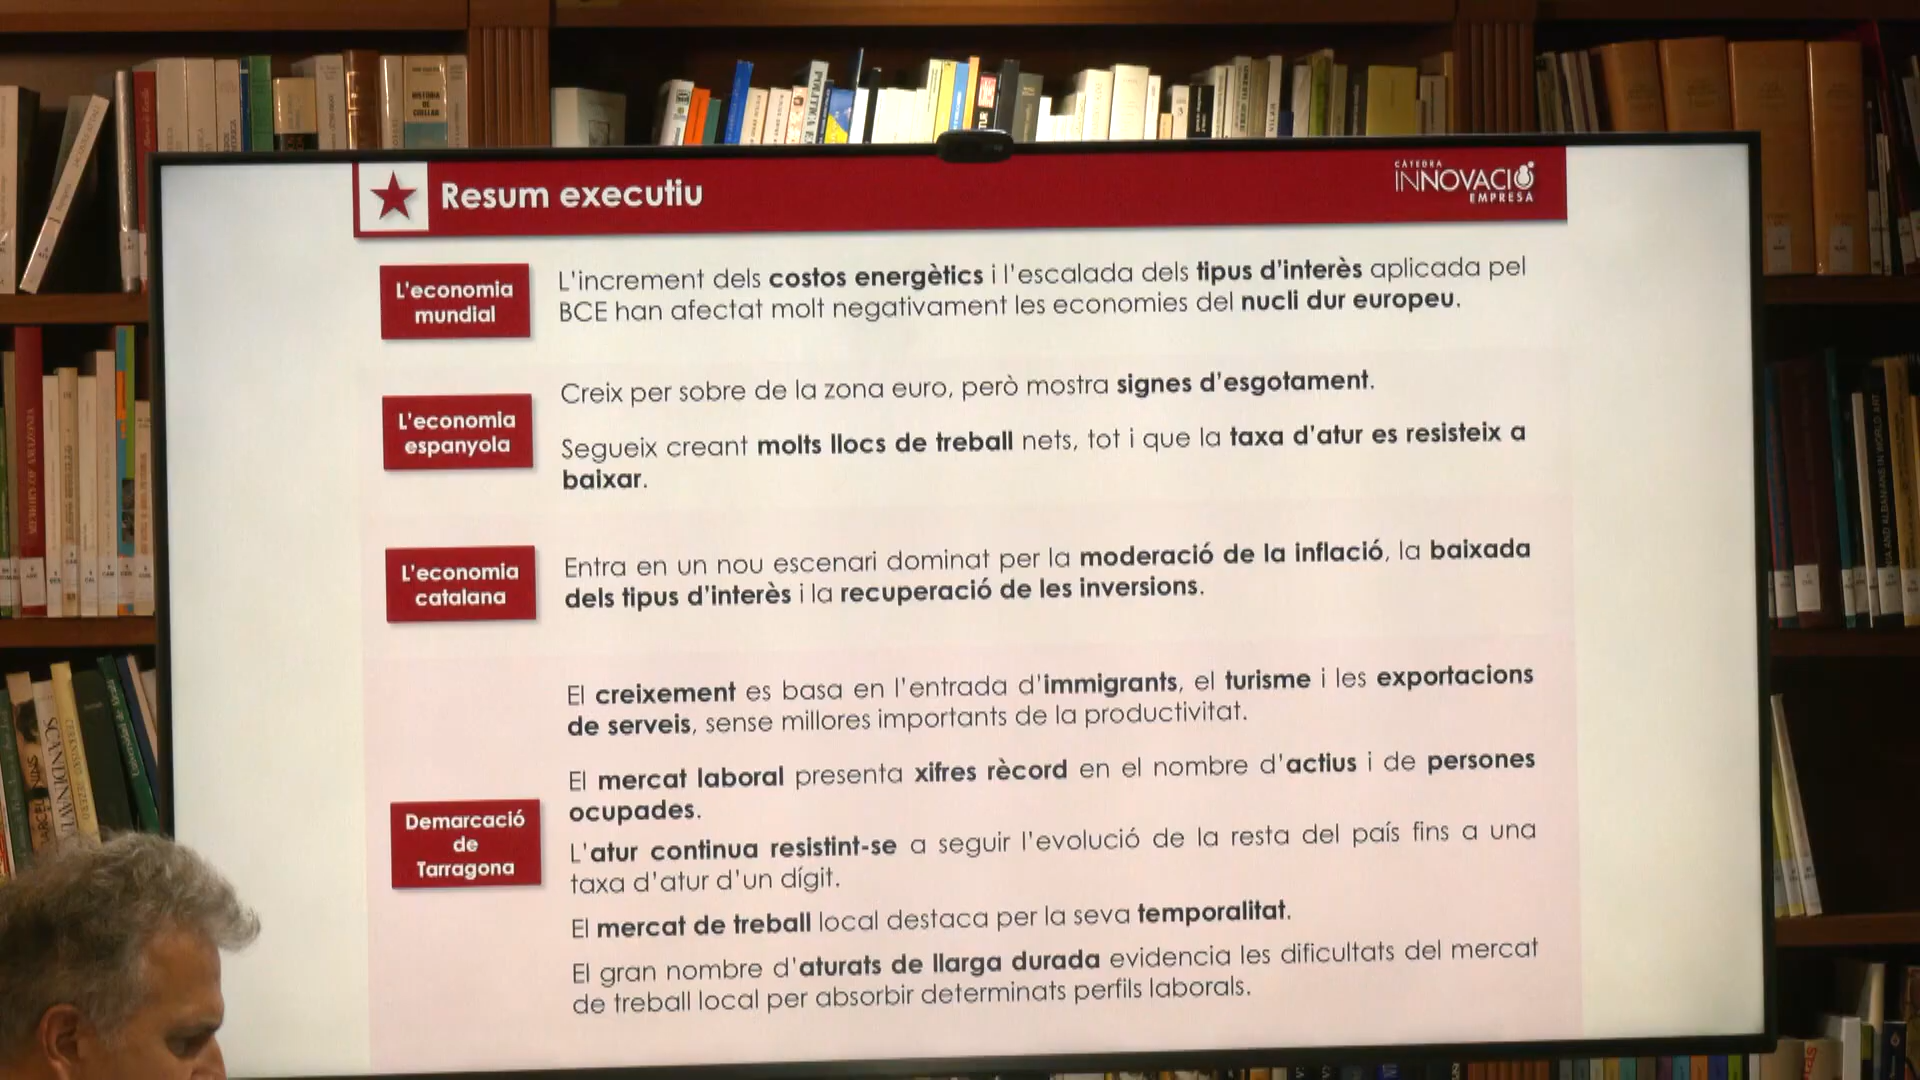 HISTORIA
DE
CUELLAR
POLITICA
Resum executiu
CÀTEDRA
INNOVACIÓ
EMPRESA
L'economia
mundial
L'increment dels costos energètics i l'escalada dels tipus d'interès aplicada pel
BCE han afectat molt negativament les economies del nucli dur europeu.
L'economia
espanyola
Creix per sobre de la zona euro, però mostra signes d'esgotament.
Segueix creant molts llocs de treball nets, tot i que la taxa d'atur es resisteix a
baixar.
L'economia
catalana
Entra en un nou escenari dominat per la moderació de la inflació, la baixada
dels tipus d'interès i la recuperació de les inversions.
Demarcació
de
Tarragona
El creixement es basa en l'entrada d'immigrants, el turisme i les exportacions
de serveis, sense millores importants de la productivitat.
El mercat laboral presenta xifres rècord en el nombre d'actius i de persones
ocupades.
L'atur continua resistint-se a seguir l'evolució de la resta del país fins a una
taxa d'atur d'un dígit.
El mercat de treball local destaca per la seva temporalitat.
El gran nombre d'aturats de llarga durada evidencia les dificultats del mercat
de treball local per absorbir determinats perfils laborals.